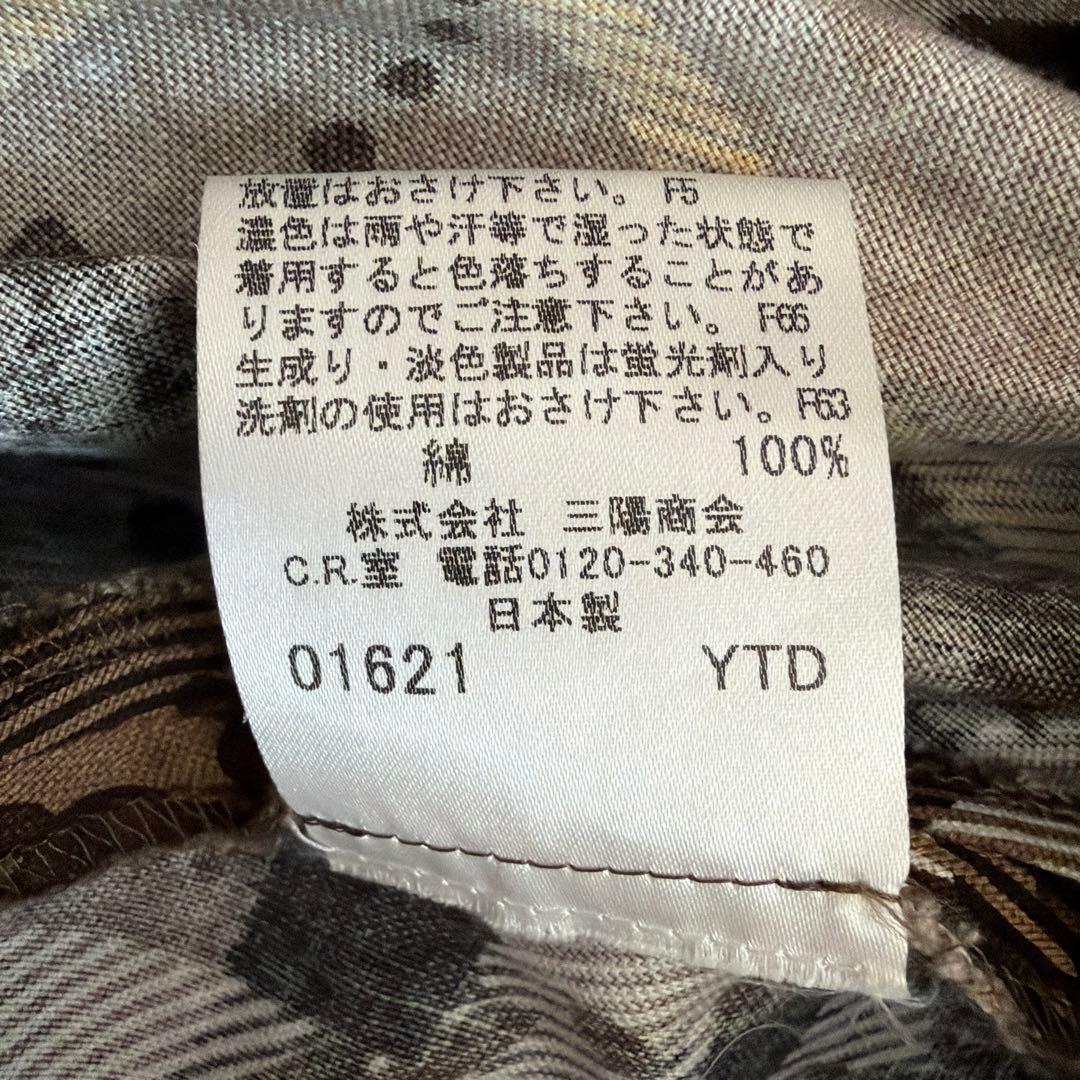 放置はおさけ下さい。 F5
濃色は雨や汗等で湿った状態で
着用すると色落ちすることがあ
りますのでご注意下さい。 F66
生成り・淡色製品は蛍光剤入り
洗剤の使用はおさけ下さい。 F63
綿 100%
株式会社 三陽商会
C.R.室 電話0120-340-460
日本製
01621 YTD